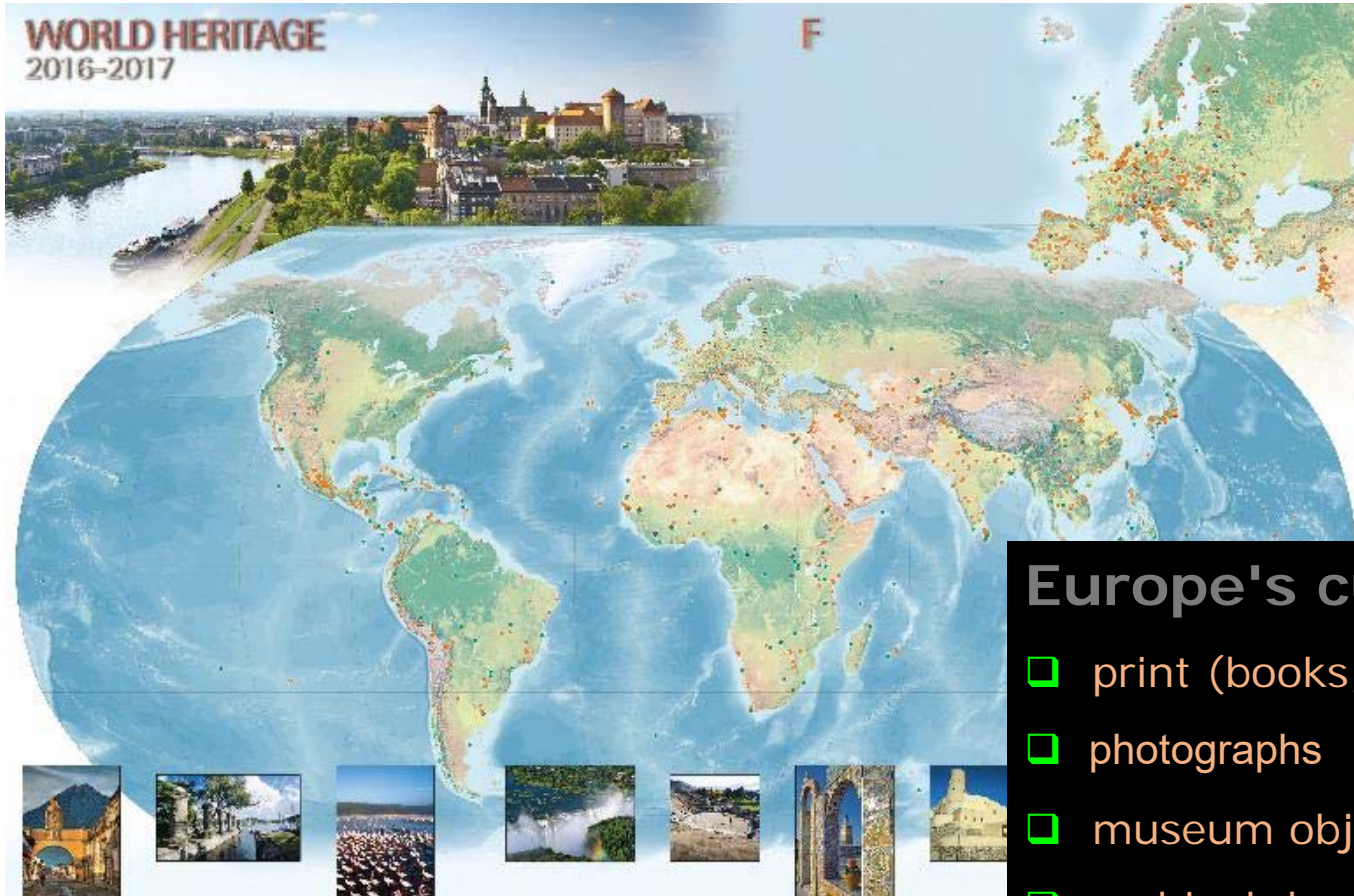 WORLD HERITAGE
2016-2017
F
Europe's
❑ print (books
❑ photographs
❑ museum obj
❑